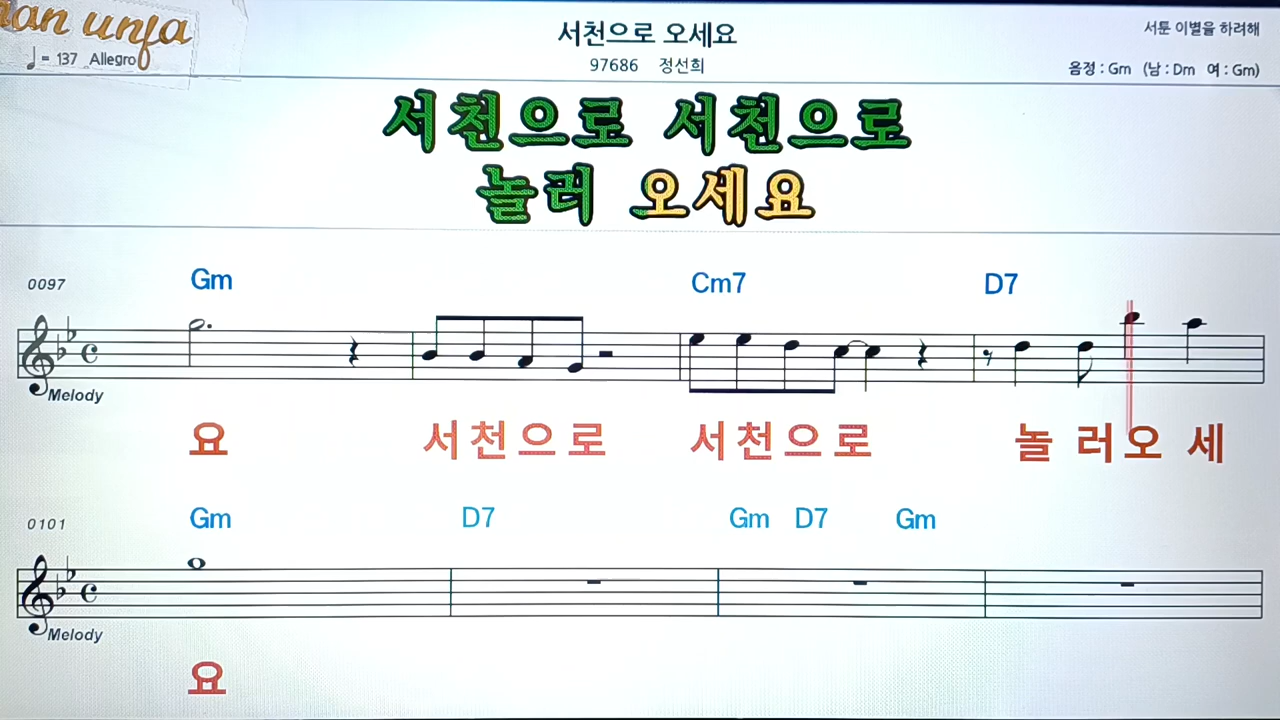 서천으로 오세요
서툰 이별을 하려해
= 137 Allegro
97686 정선희
음정 : Gm (남 : Dm 여 : Gm)
서천으로 서천으로
놀러 오세요
0097 Gm Cm7 D7
Melody
요 서천으로 서천으로 놀 러오 세
0101 Gm D7 Gm D7 Gm
Melody
요